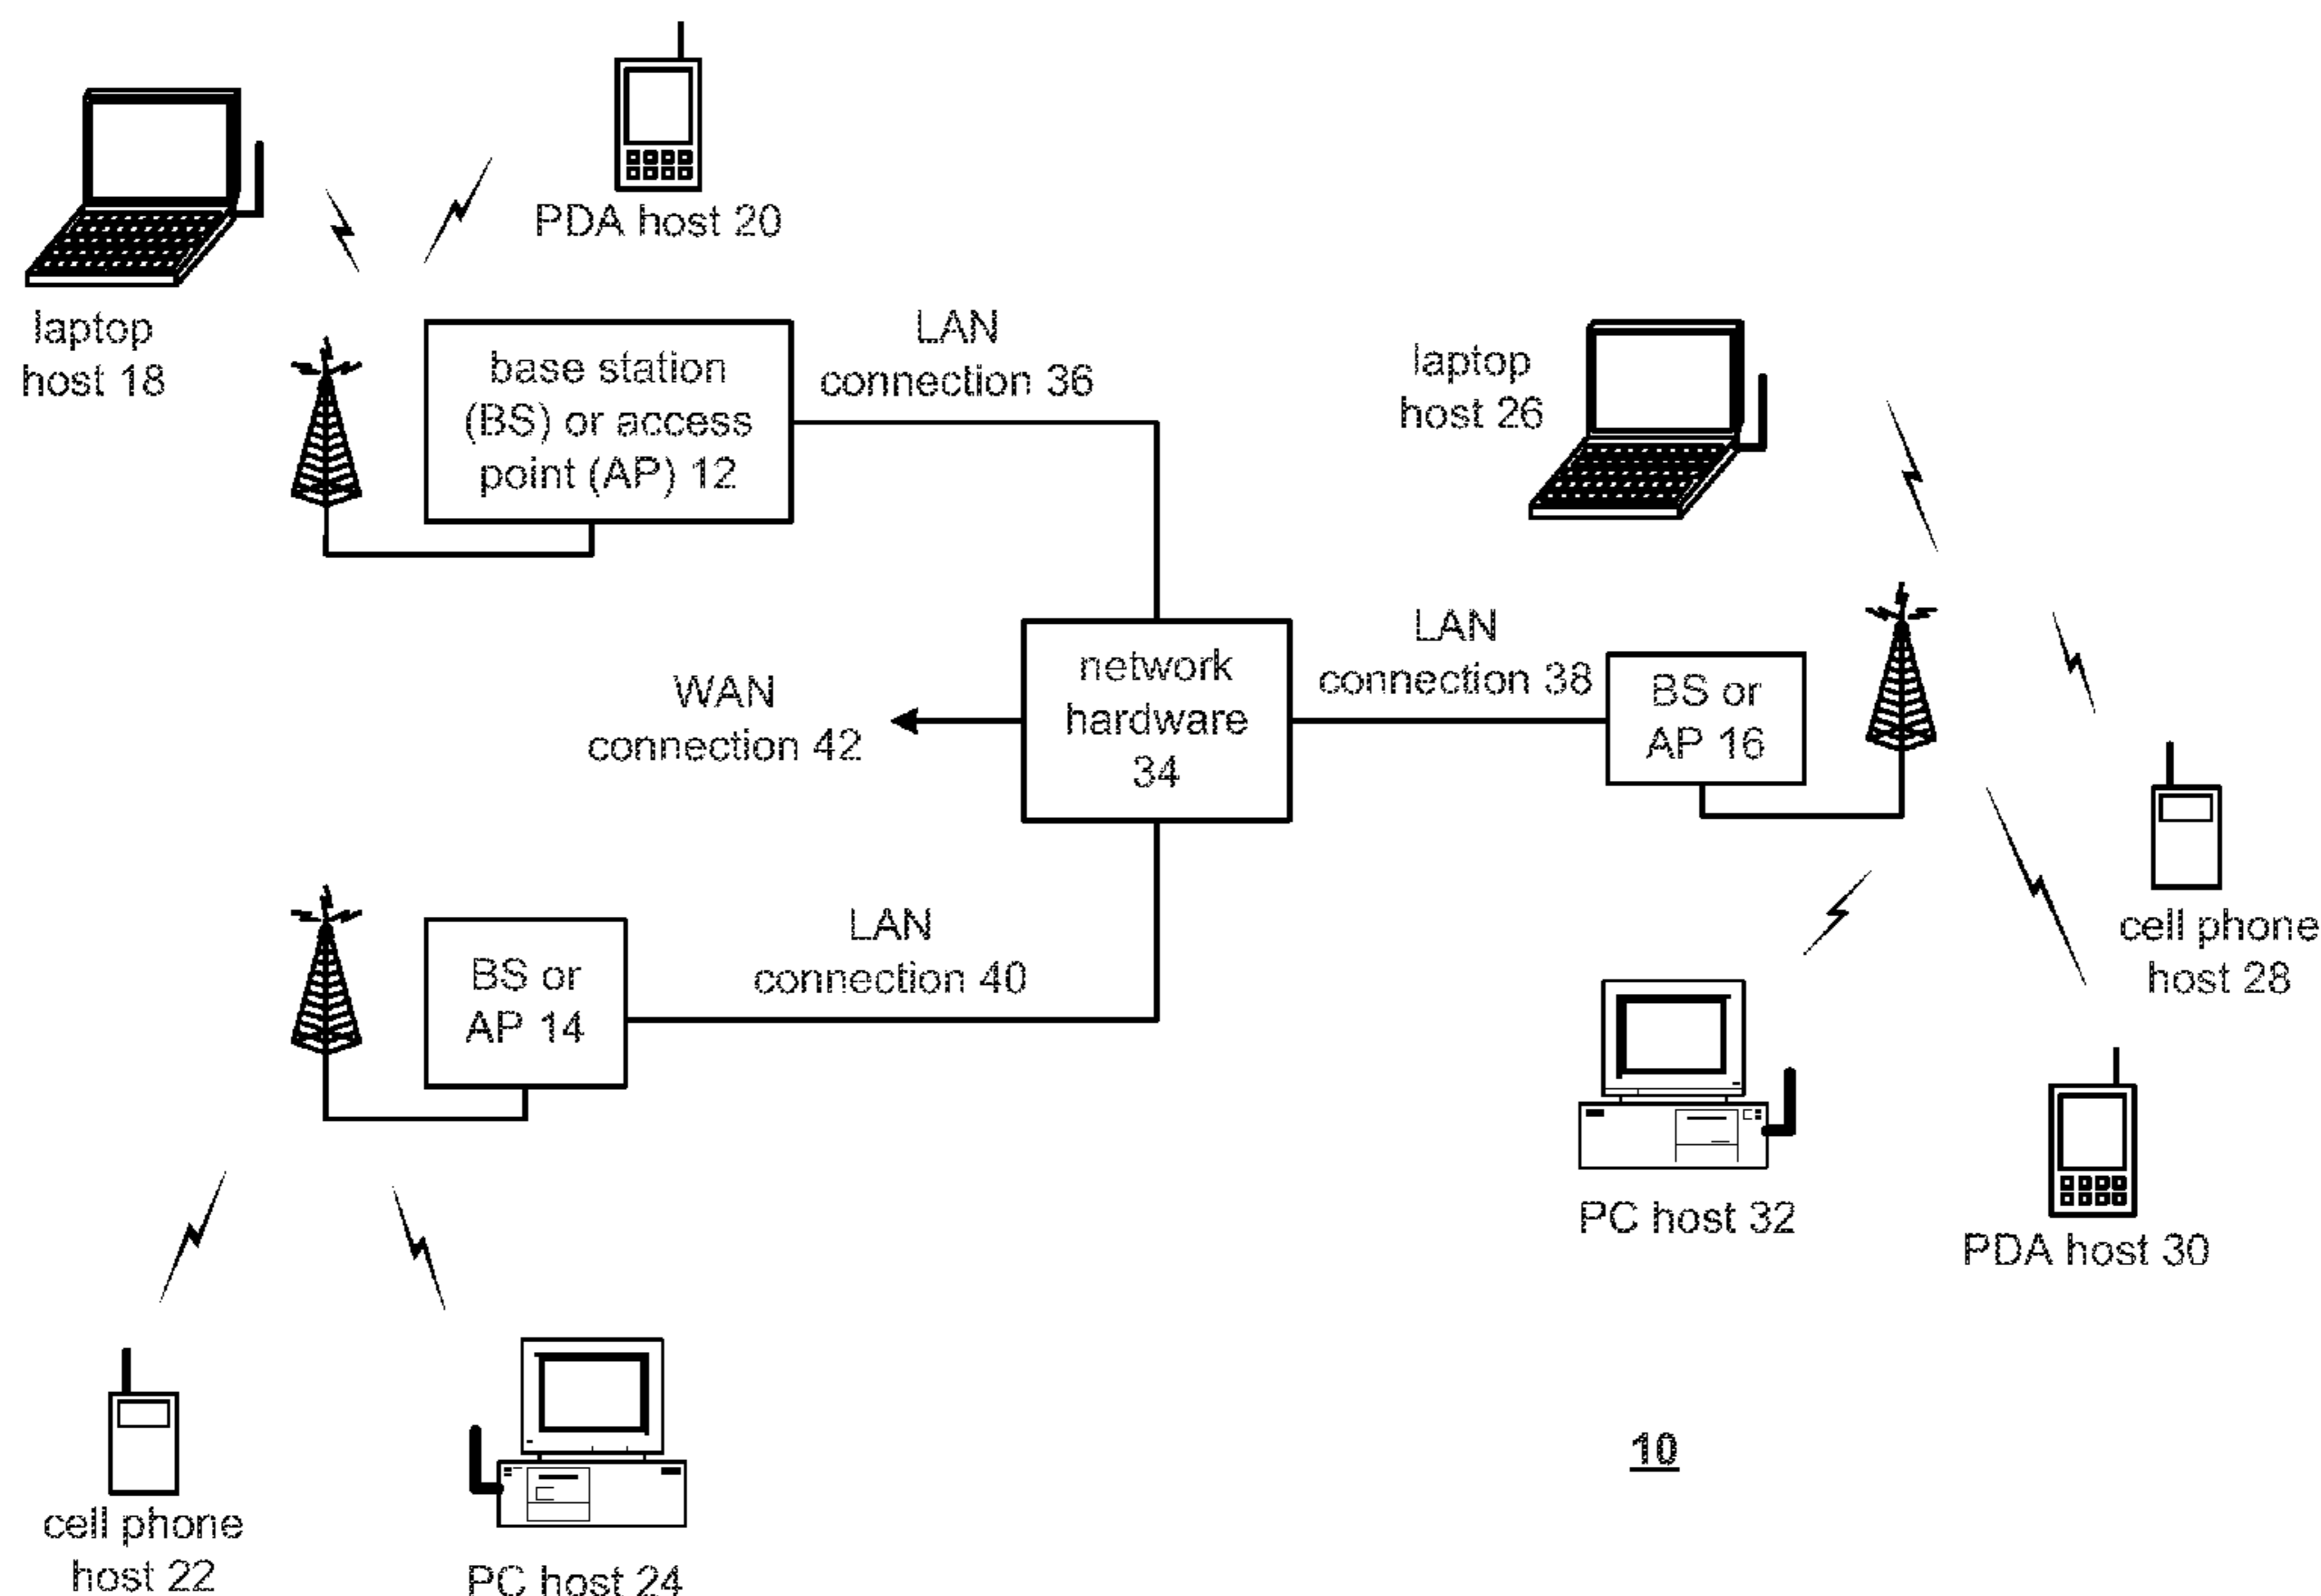 PDA host 20
laptop
host 18
base station
(BS) or access
point (AP) 12
LAN
connection 36
laptop
host 26
network
hardware
34
LAN
connection 38
BS or
AP 16
WAN
connection 42
cell phone
host 28
BS or
AP 14
LAN
connection 40
PC host 32
PDA host 30
10
cell phone
host 22
PC host 24